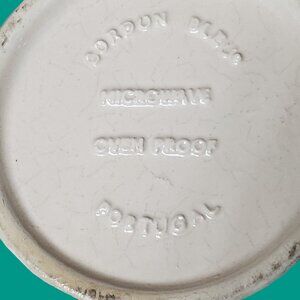 CORDON BLEU
MICROWAVE
OVEN PROOF
PORTUGAL